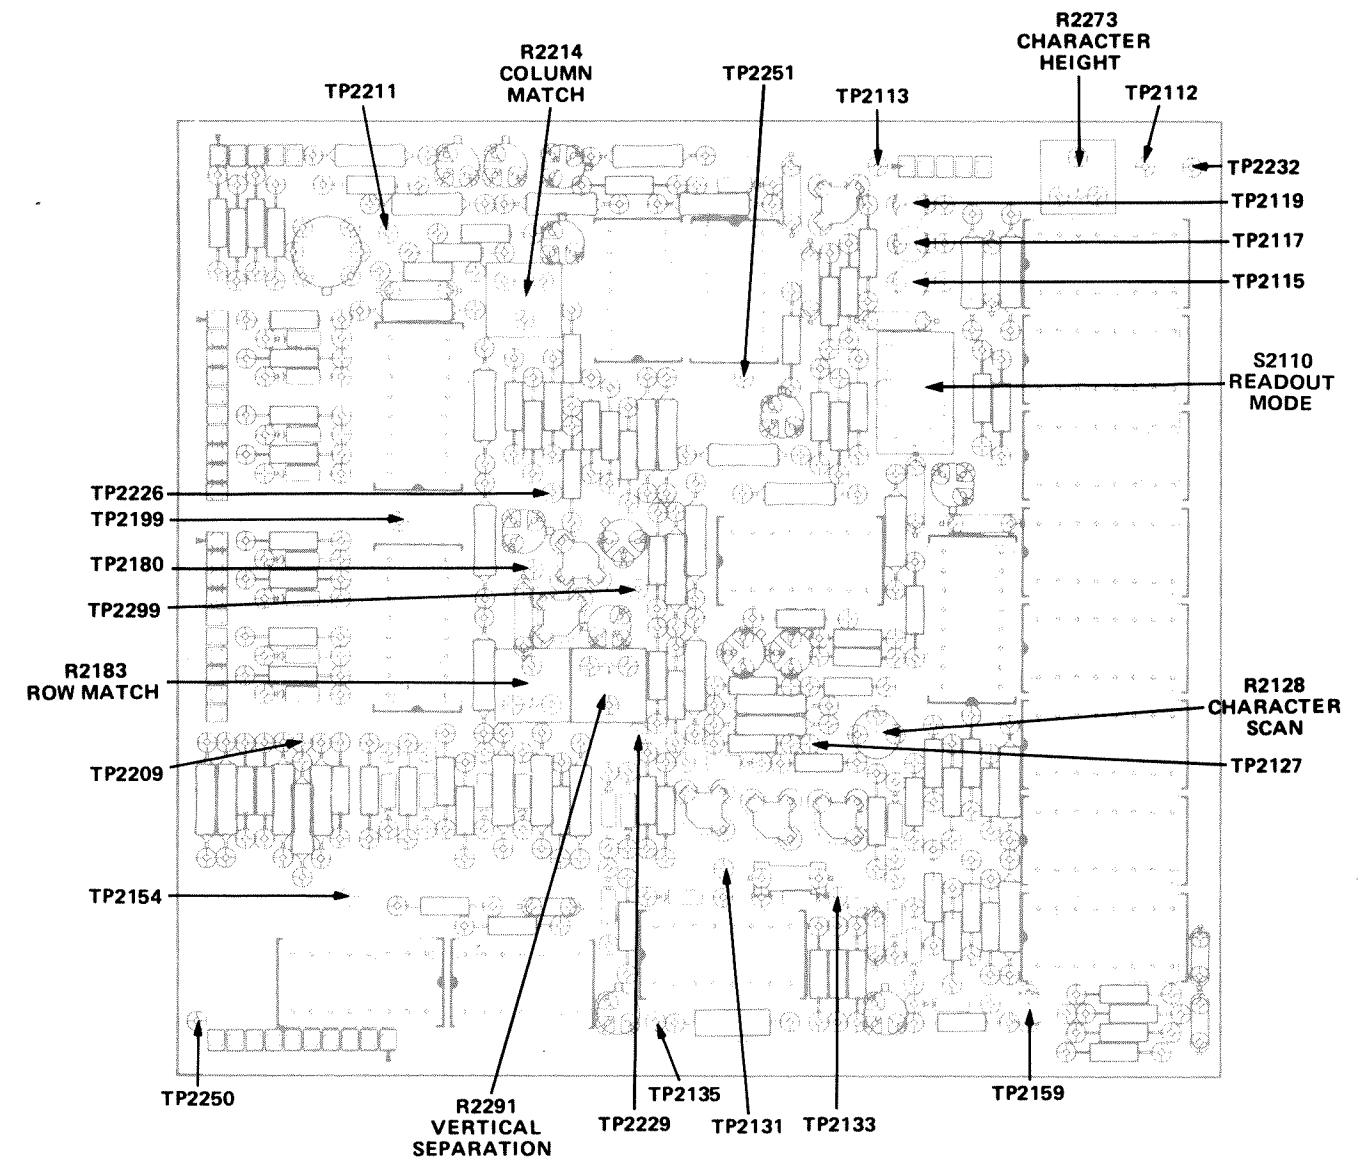 R2273
CHARACTER
HEIGHT
R2214
COLUMN
MATCH
TP2211
TP2251
TP2113
TP2112
TP2232
TP2119
TP2117
TP2115
S2110
READOUT
MODE
TP2226
TP2199
TP2180
TP2299
R2183
ROW MATCH
R2128
CHARACTER
SCAN
TP2209
TP2127
TP2154
TP2250
R2291
VERTICAL
SEPARATION
TP2229
TP2135
TP2131
TP2133
TP2159